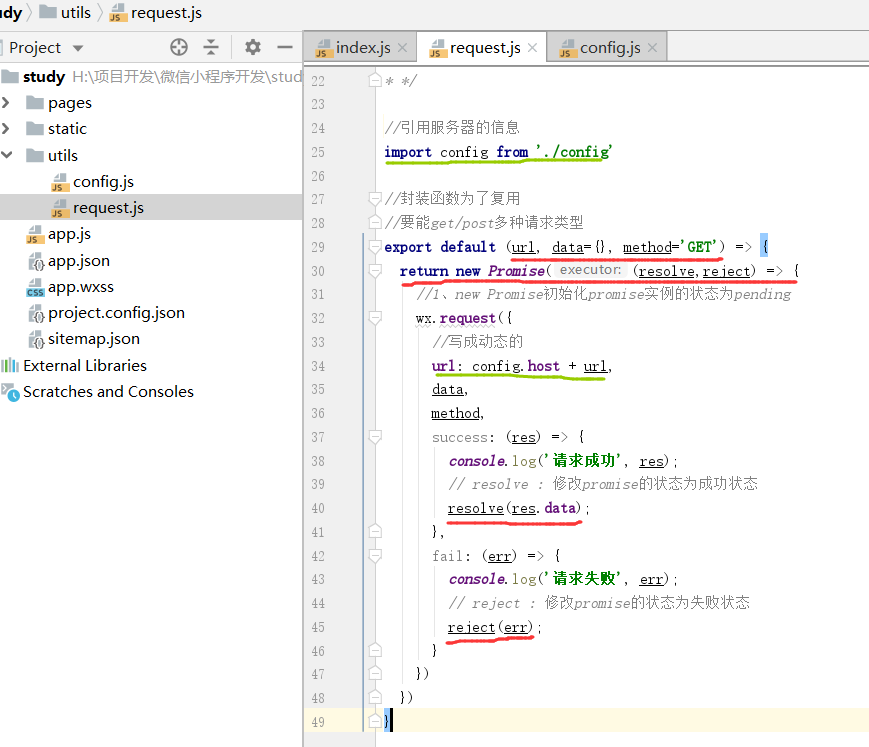 dy utils request.js
Project
index.js request.js config.js
study H:\项目开发\微信小程序开发\stud
pages
static
utils
config.js
request.js
app.js
app.json
app.wxss
project.config.json
sitemap.json
External Libraries
Scratches and Consoles
22 * */
23
24 //引用服务器的信息
25 import config from './config'
26
27 //封装函数为了复用
28 //要能get/post多种请求类型
29 export default (url, data={}, method='GET') => {
30 return new Promise( executor: (resolve,reject) => {
31 //1、new Promise初始化promise实例的状态为pending
32 wx.request({
33 //写成动态的
34 url: config.host + url,
35 data,
36 method,
37 success: (res) => {
38 console.log('请求成功', res);
39 // resolve : 修改promise的状态为成功状态
40 resolve(res.data);
41 },
42 fail: (err) => {
43 console.log('请求失败', err);
44 // reject : 修改promise的状态为失败状态
45 reject(err);
46 }
47 })
48 })
49 }